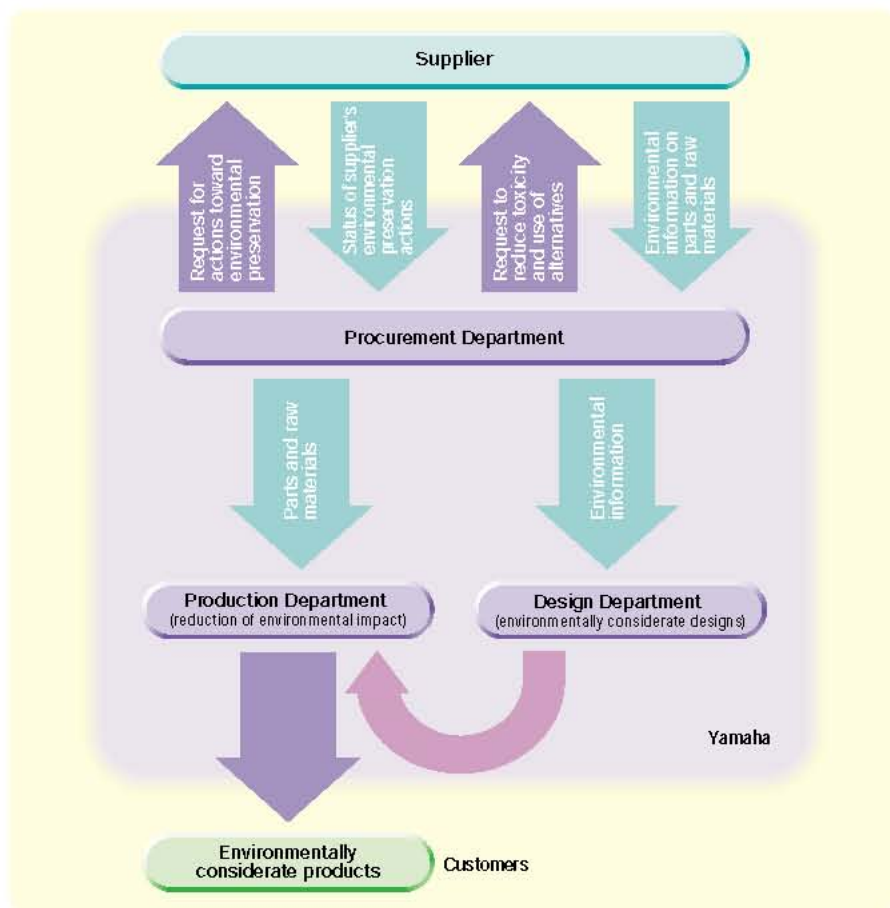 Supplier
Request for
actions toward
environmental
preservation
Status of supplier's
environmental
preservation
actions
Request to
reduce toxicity
and use of
alternatives
Environmental
information on
parts and raw
materials
Procurement Department
Parts and raw
materials
Environmental
information
Production Department
(reduction of environmental impact)
Design Department
(environmentally considerate designs)
Yamaha
Environmentally
considerate products
Customers